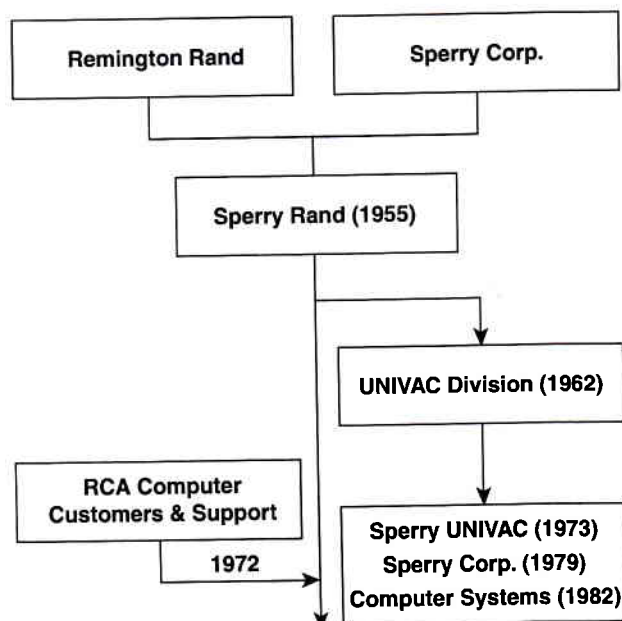 Remington Rand
Sperry Corp.
Sperry Rand (1955)
UNIVAC Division (1962)
RCA Computer
Customers & Support
1972
Sperry UNIVAC (1973)
Sperry Corp. (1979)
Computer Systems (1982)